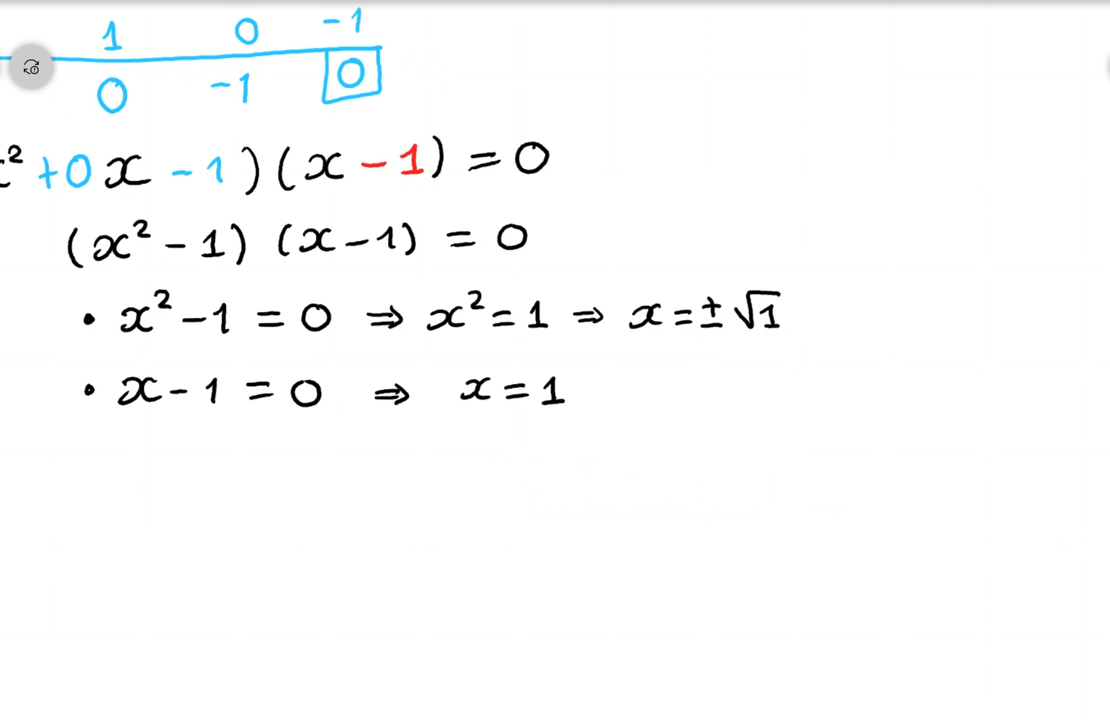 1 0 -1
0 -1 0
x² +0x -1)(x -1) = 0
(x² - 1) (x - 1) = 0
• x² - 1 = 0 ⇒ x² = 1 ⇒ x = ± √1
• x - 1 = 0 ⇒ x = 1